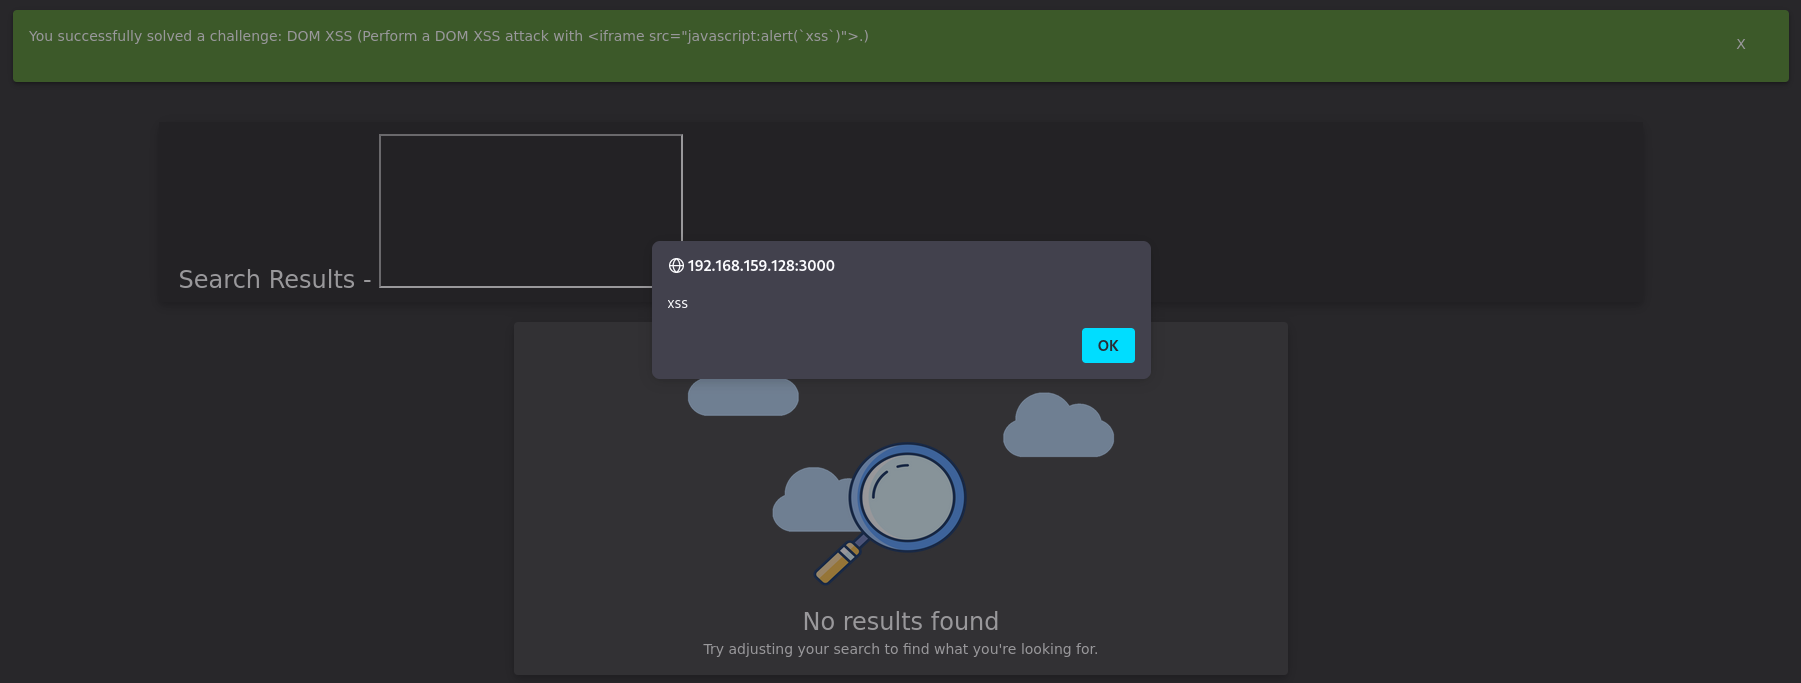 You successfully solved a challenge: DOM XSS (Perform a DOM XSS attack with <iframe src="javascript:alert(`xss`)">.)
X
Search Results -
192.168.159.128:3000
xss
OK
No results found
Try adjusting your search to find what you're looking for.